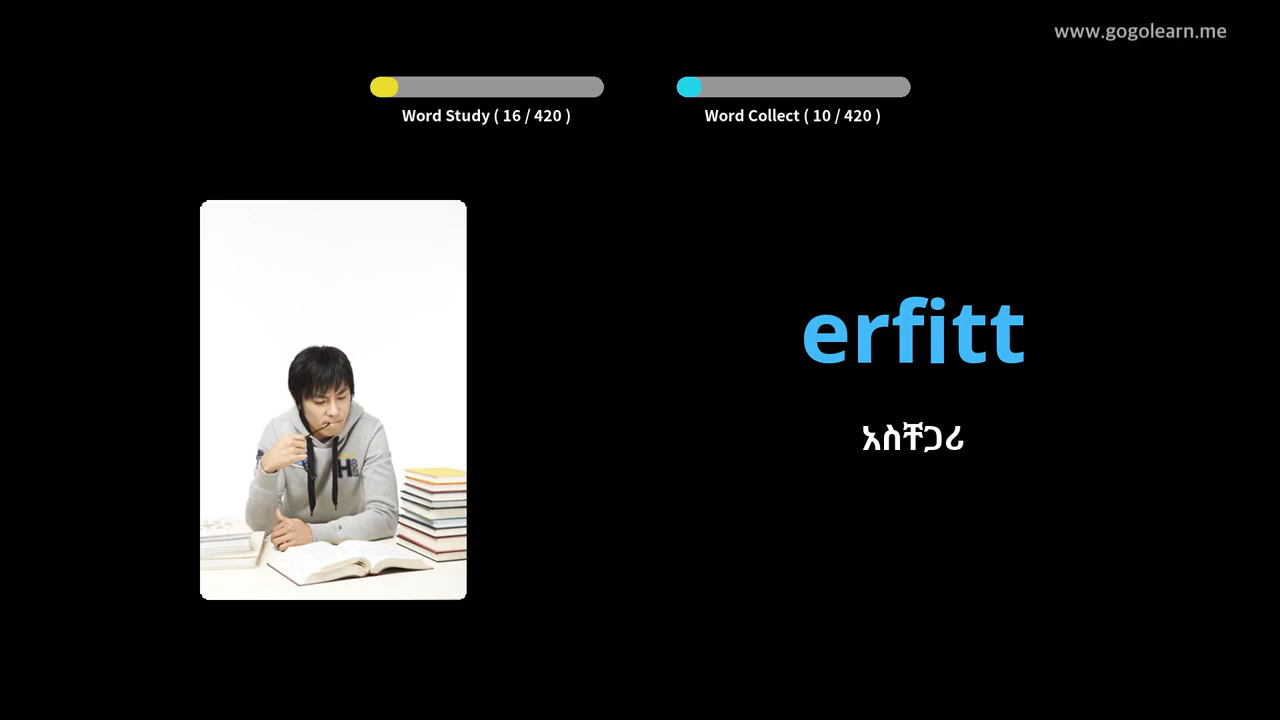 www.gogolearn.me
Word Study ( 16 / 420 )
Word Collect ( 10 / 420 )
erfitt
አስቸጋሪ
H